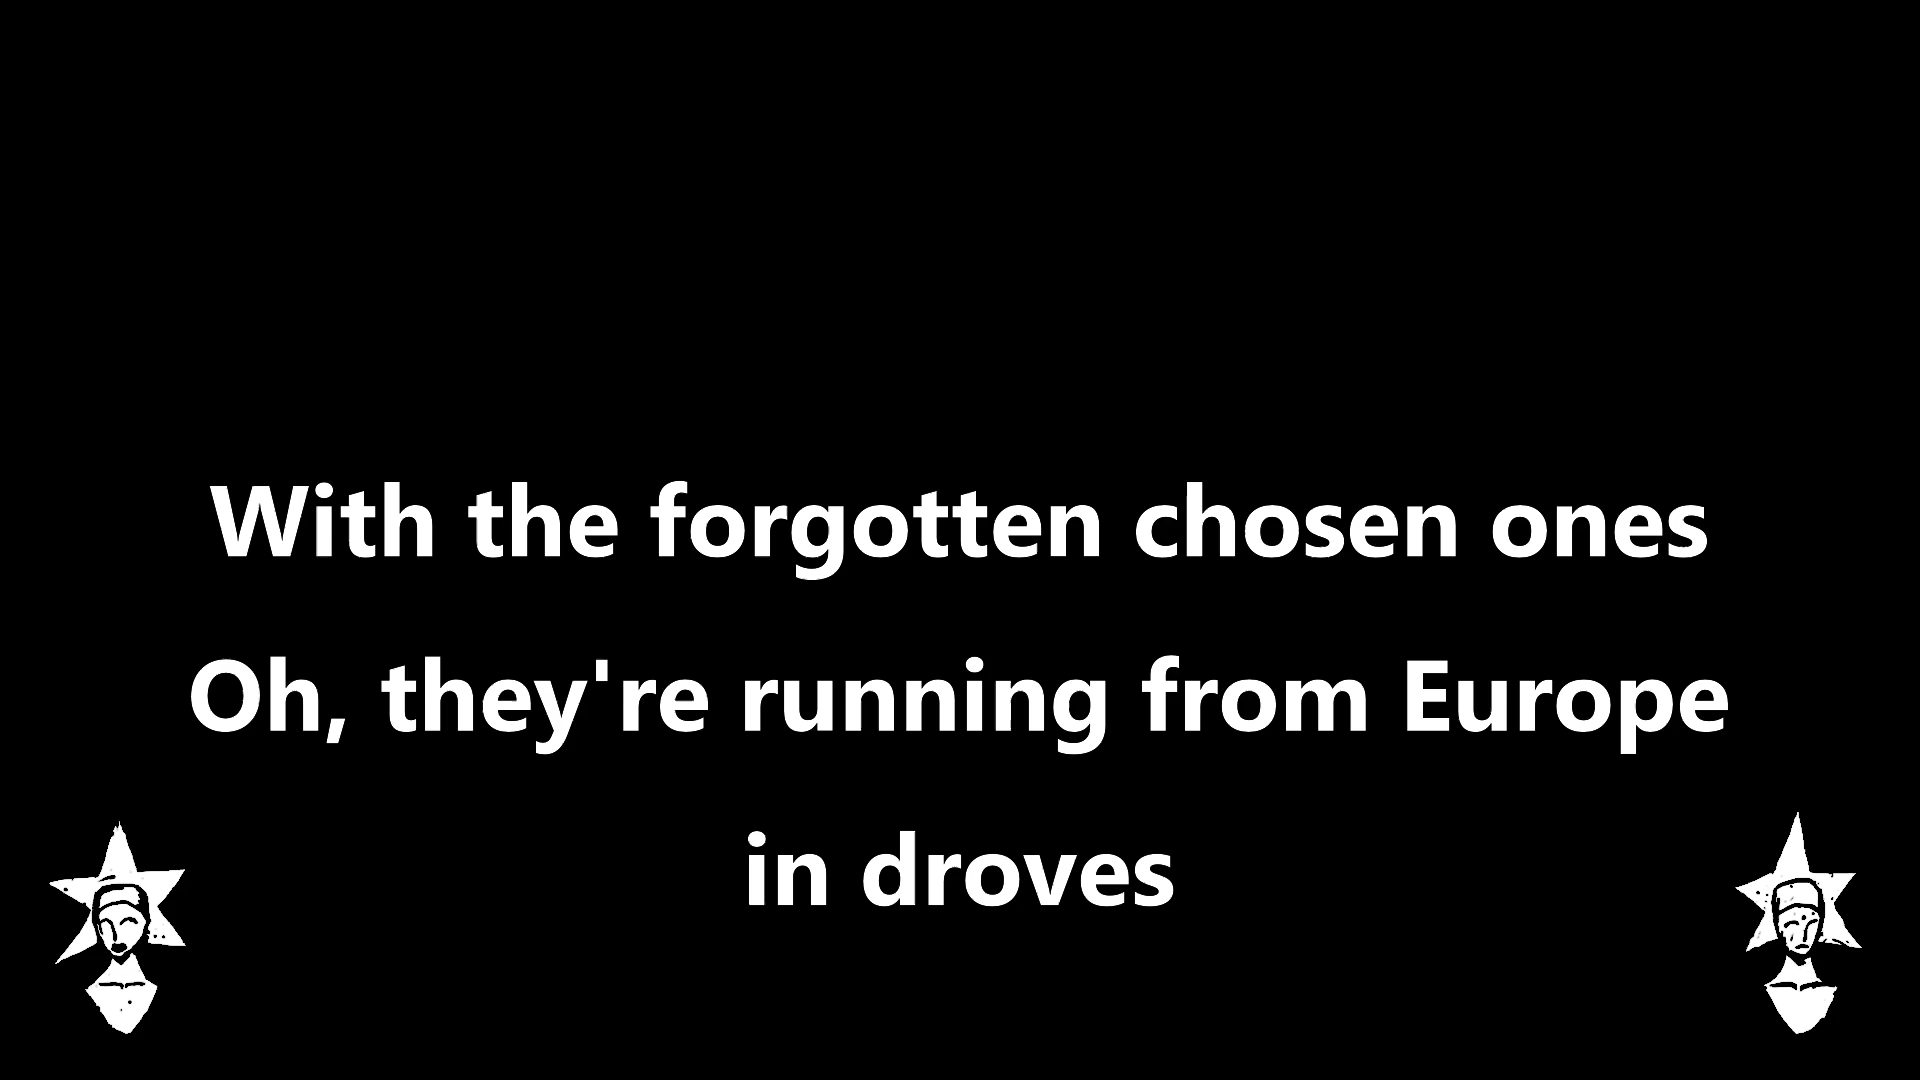 With the forgotten chosen ones
Oh, they're running from Europe
in droves